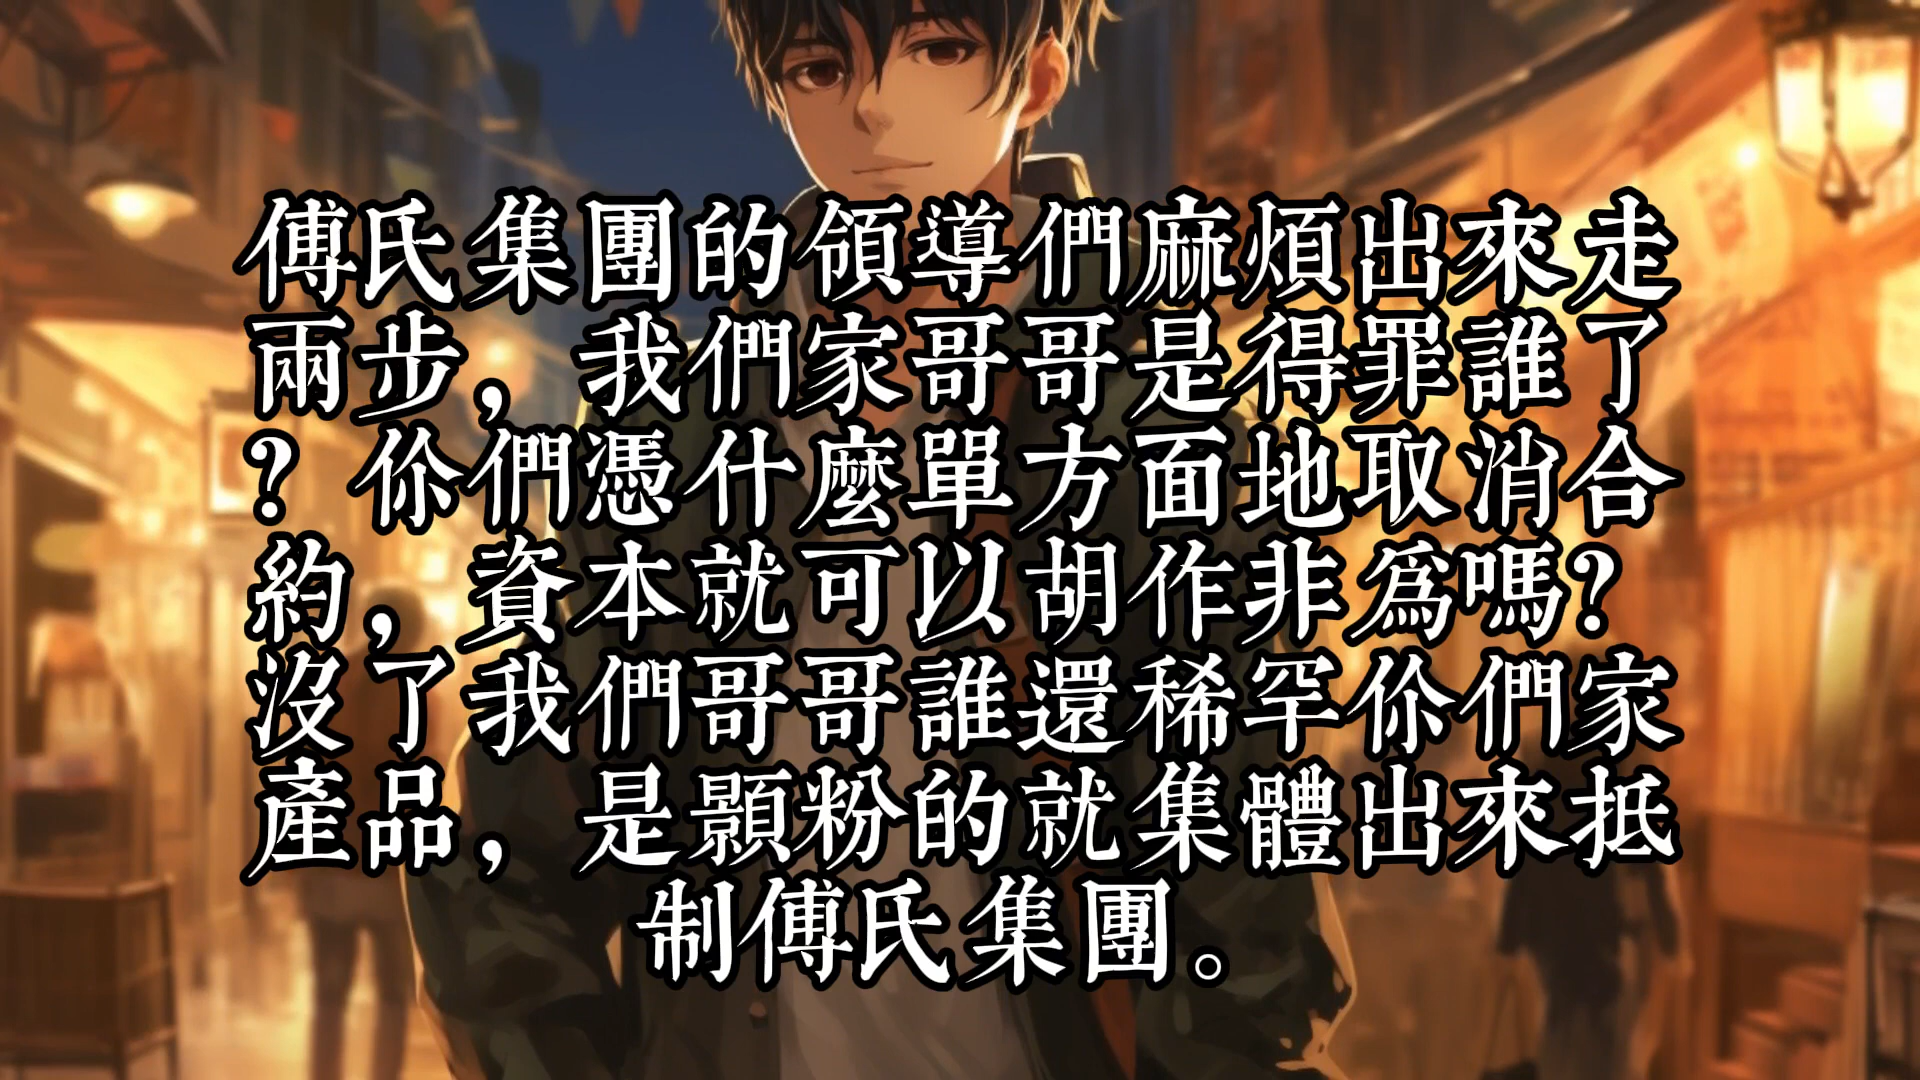 傅氏集團的領導們麻煩出來走
兩步，我們家哥哥是得罪誰了
？你們憑什麼單方面地取消合
約，資本就可以胡作非爲嗎？
沒了我們哥哥誰還稀罕你們家
產品，是顥粉的就集體出來抵
制傅氏集團。